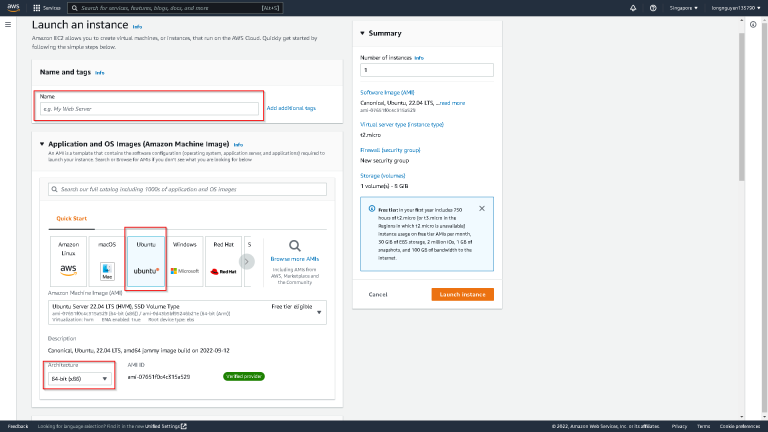 aws
Services
Search for services, features, blogs, docs, and more
[Alt+S]
Singapore
longnguyen135790
Launch an instance Info
Amazon EC2 allows you to create virtual machines, or instances, that run on the AWS Cloud. Quickly get started by
following the simple steps below.
Name and tags Info
Name
e.g. My Web Server
Add additional tags
Application and OS Images (Amazon Machine Image) Info
An AMI is a template that contains the software configuration (operating system, application server, and applications) required to
launch your instance. Search or Browse for AMIs if you don't see what you are looking for below
Search our full catalog including 1000s of application and OS images
Quick Start
Amazon
Linux
aws
macOS
Mac
Ubuntu
ubuntu
Windows
Microsoft
Red Hat
Red Hat
S
Browse more AMIs
Including AMIs from
AWS, Marketplace and
the Community
Amazon Machine Image (AMI)
Ubuntu Server 22.04 LTS (HVM), SSD Volume Type
Free tier eligible
Virtualization: hvm ENA enabled: true Root device type: ebs
Description
Canonical, Ubuntu, 22.04 LTS, amd64 jammy image build on 2022-09-12
Architecture
64-bit (x86)
AMI ID
ami-07651f0c4c315a529
Verified provider
Summary
Number of instances Info
1
Software Image (AMI)
Canonical, Ubuntu, 22.04 LTS, ...read more
ami-07651f0c4c315a529
Virtual server type (instance type)
t2.micro
Firewall (security group)
New security group
Storage (volumes)
1 volume(s) - 8 GiB
Free tier: In your first year includes 750
hours of t2.micro (or t3.micro in the
Regions in which t2.micro is unavailable)
instance usage on free tier AMIs per month,
30 GiB of EBS storage, 2 million IOs, 1 GB of
snapshots, and 100 GB of bandwidth to the
internet.
Cancel
Launch instance
Feedback
Looking for language selection? Find it in the new Unified Settings
© 2022, Amazon Web Services, Inc. or its affiliates.
Privacy
Terms
Cookie preferences